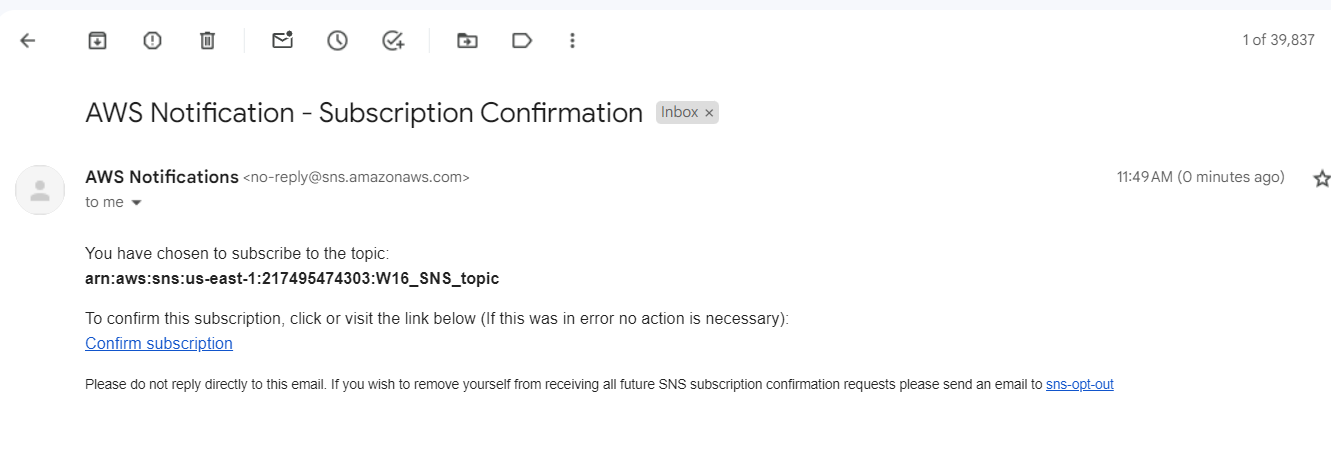 1 of 39,837
AWS Notification - Subscription Confirmation Inbox ×
AWS Notifications <no-reply@sns.amazonaws.com> 11:49 AM (0 minutes ago)
to me
You have chosen to subscribe to the topic:
arn:aws:sns:us-east-1:217495474303:W16_SNS_topic
To confirm this subscription, click or visit the link below (If this was in error no action is necessary):
Confirm subscription
Please do not reply directly to this email. If you wish to remove yourself from receiving all future SNS subscription confirmation requests please send an email to sns-opt-out